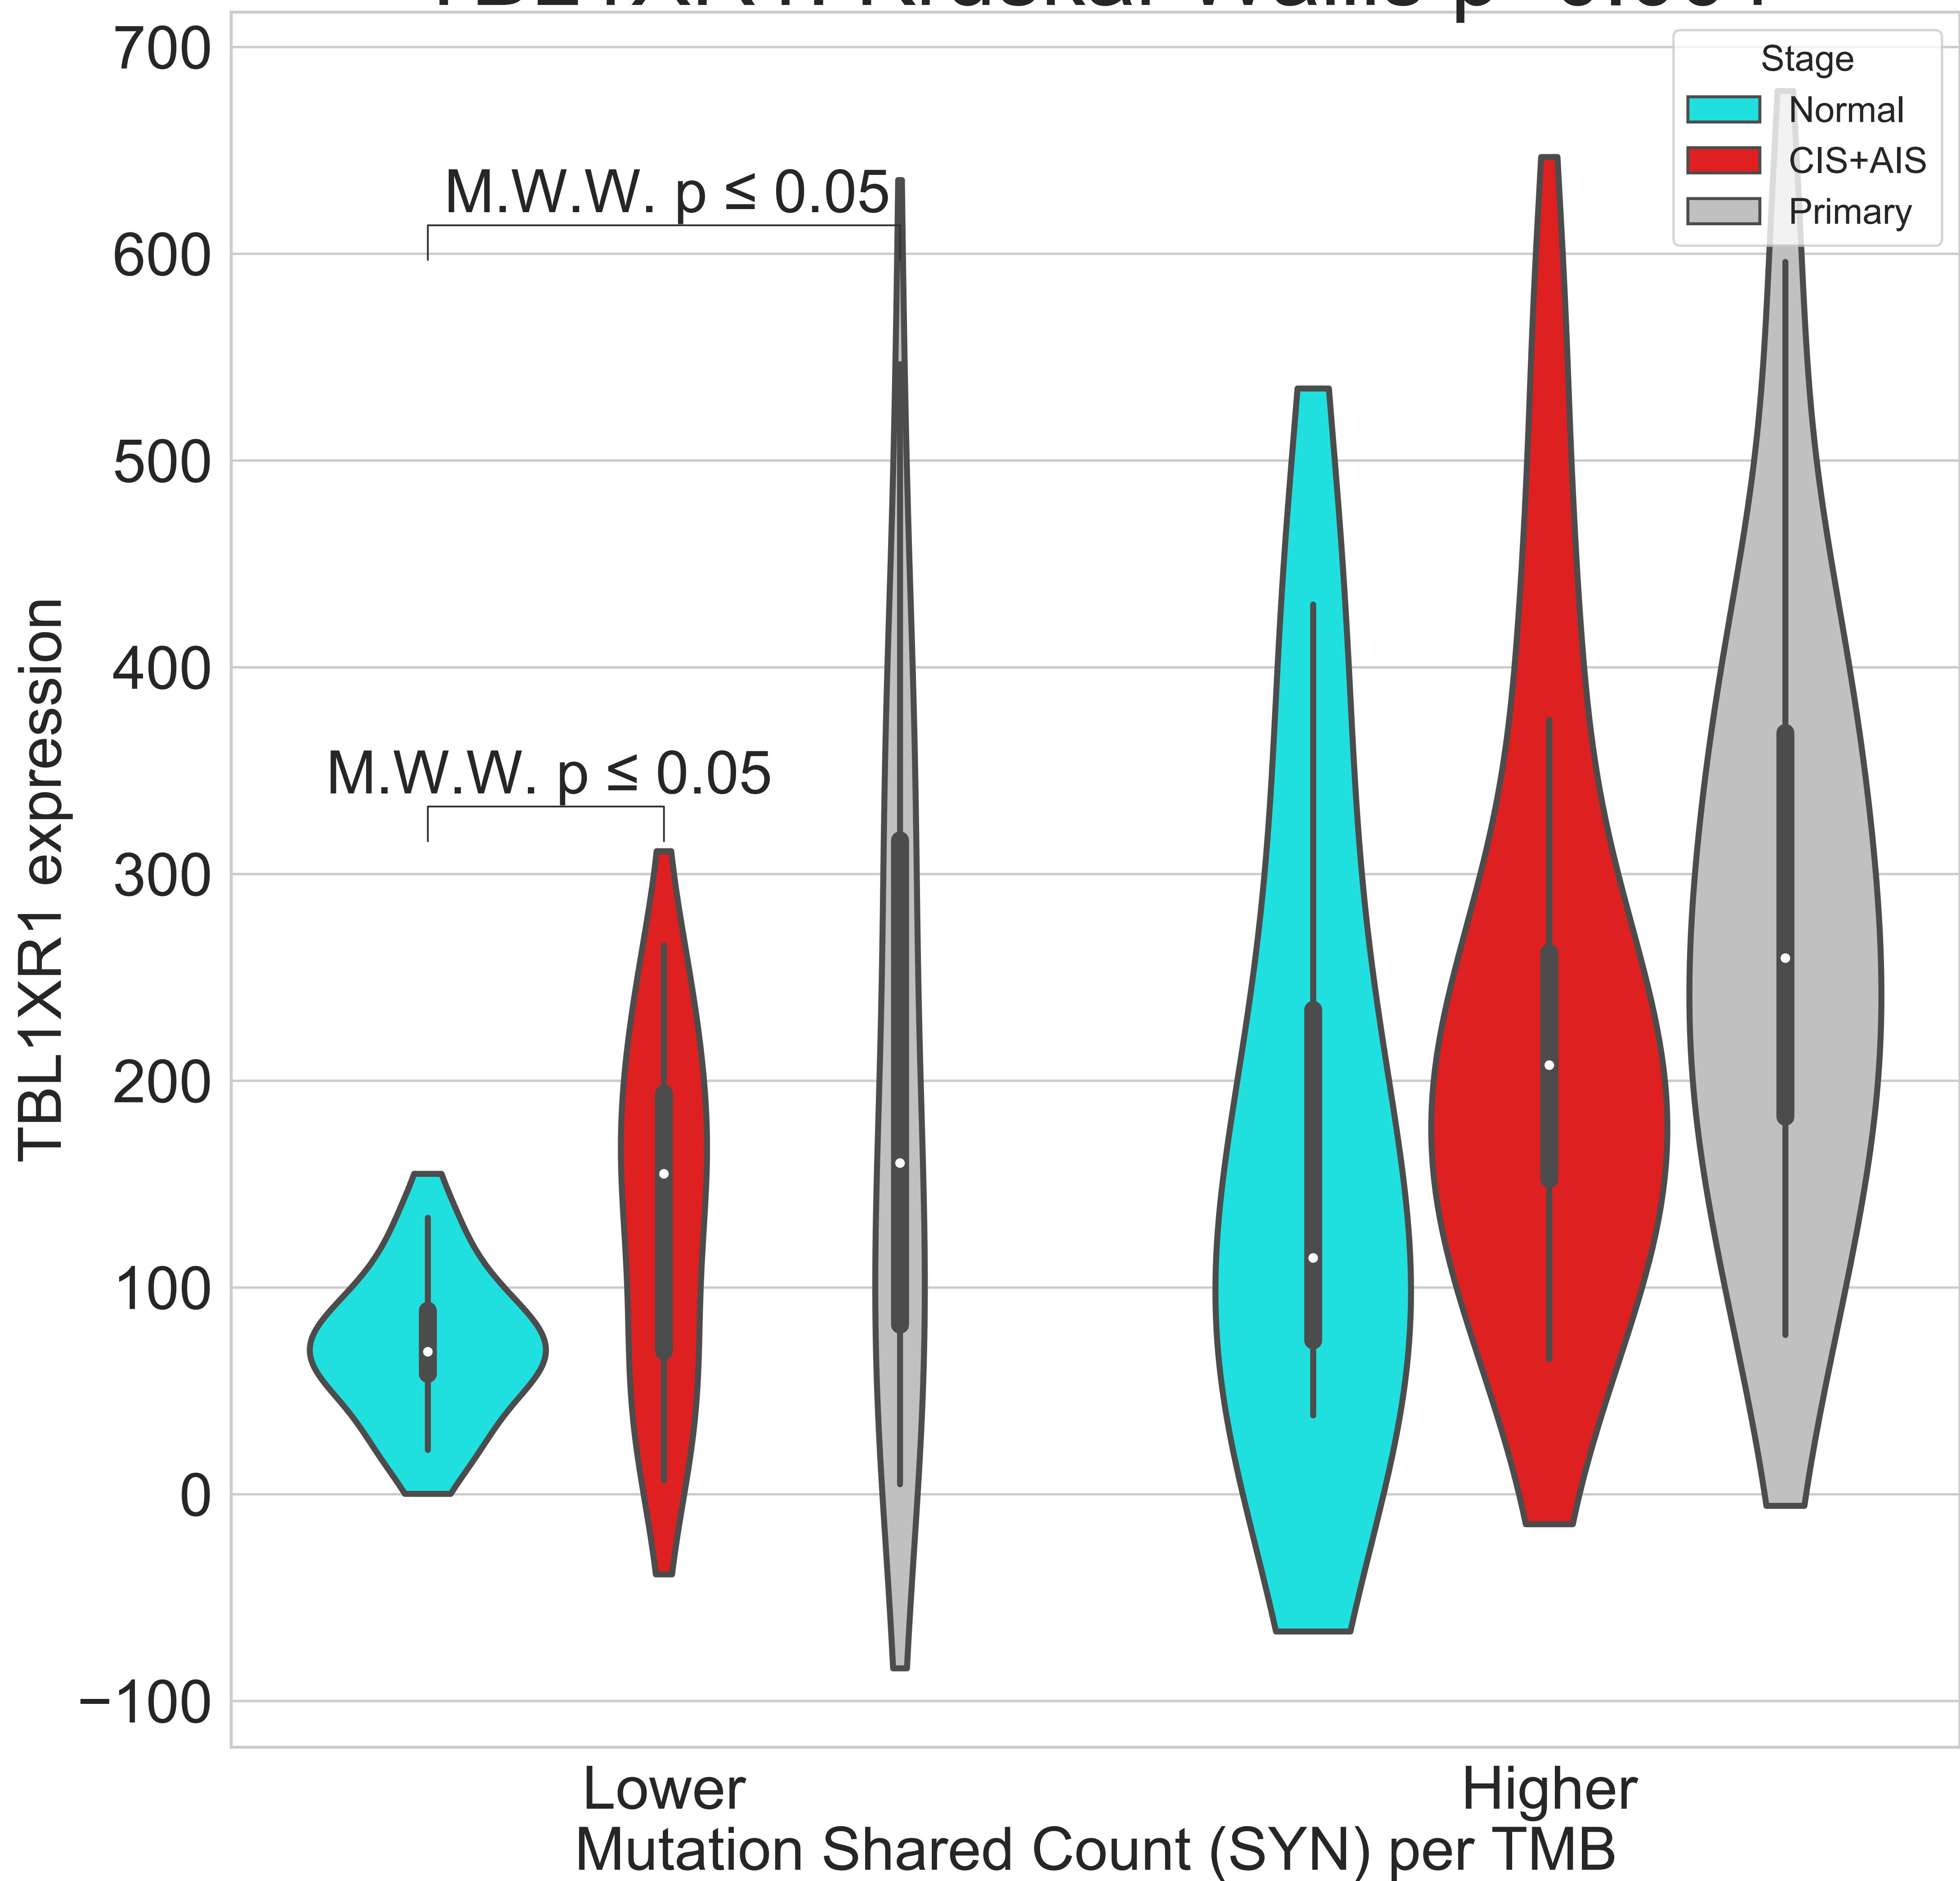 700
600
500
400
300
200
100
0
−100
TBL1XR1 expression
M.W.W. p ≤ 0.05
M.W.W. p ≤ 0.05
Stage
Normal
CIS+AIS
Primary
Lower
Higher
Mutation Shared Count (SYN) per TMB